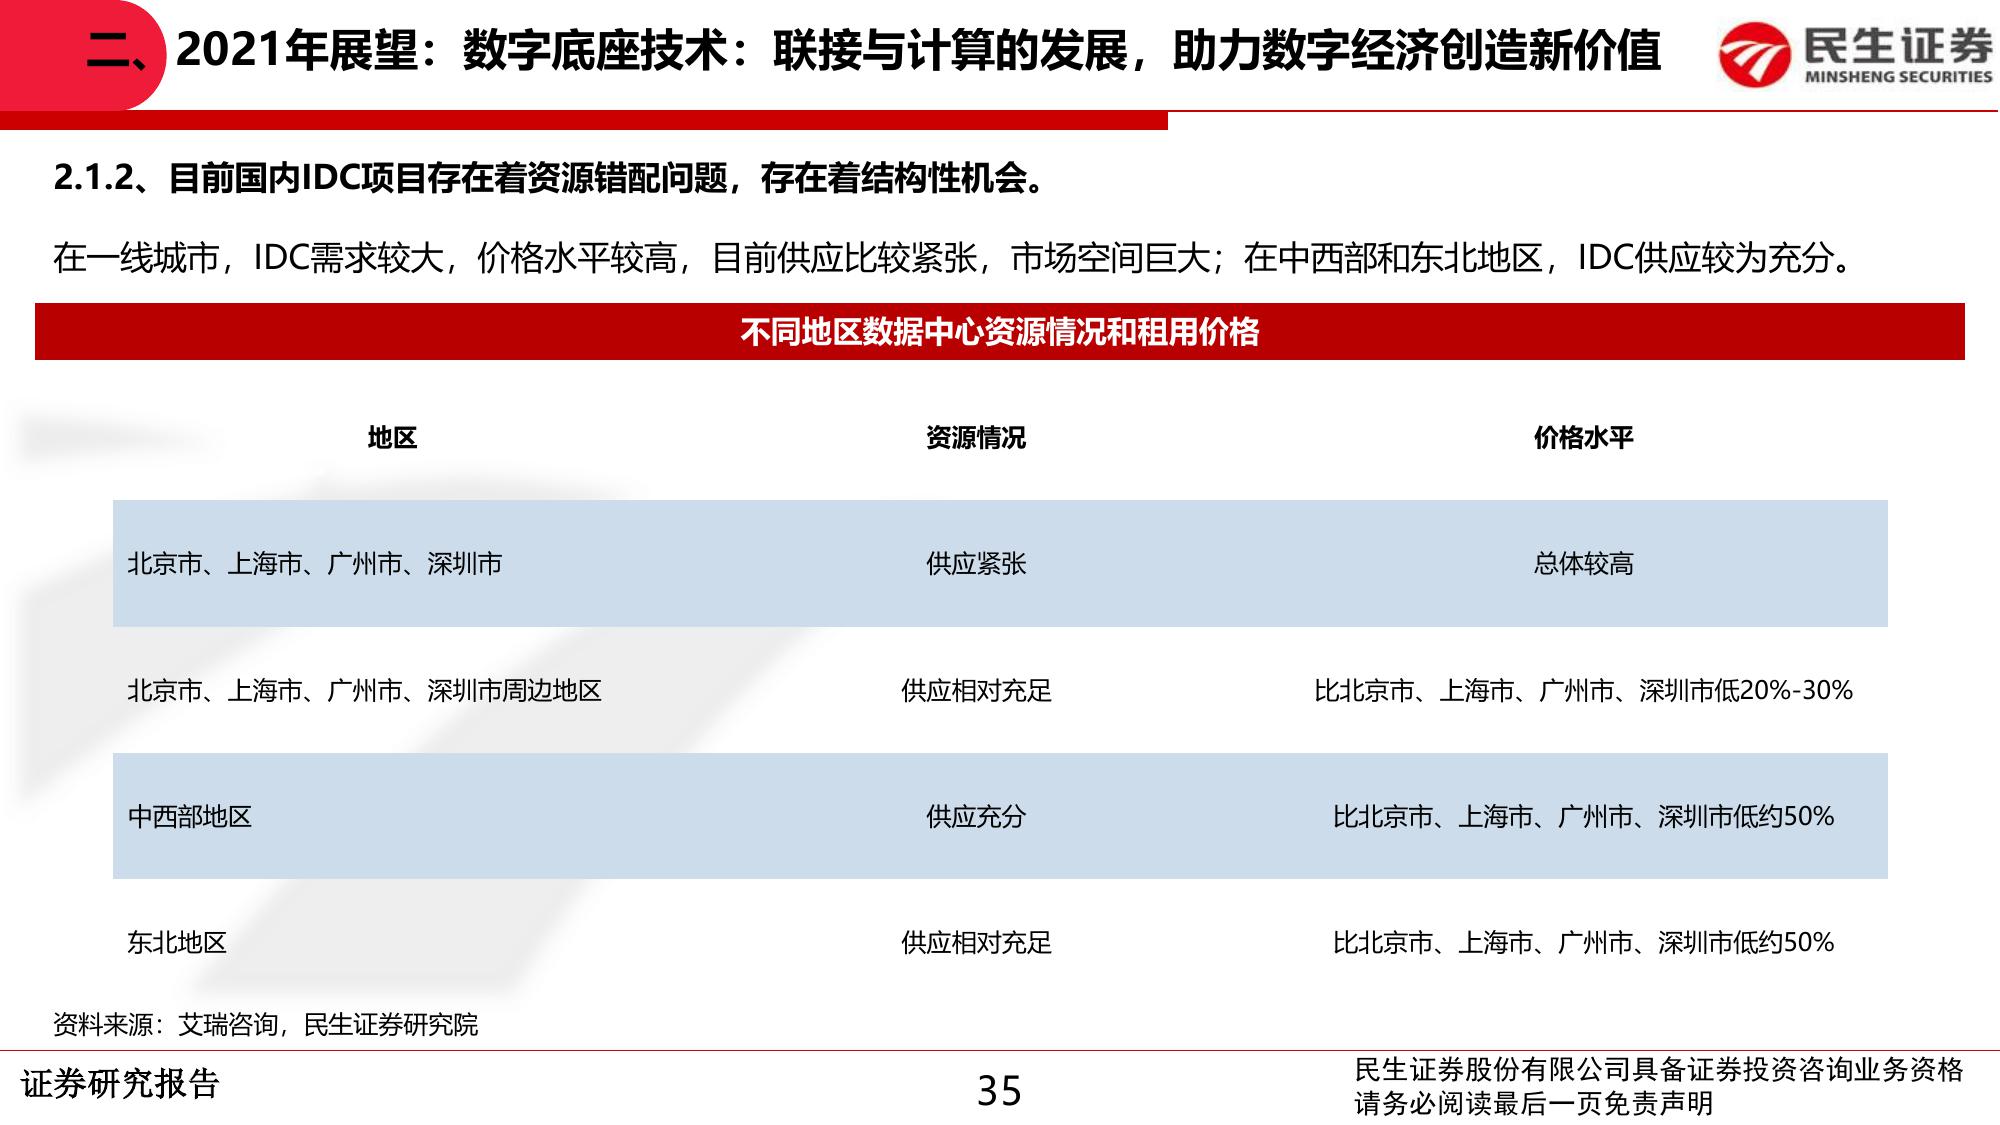 二、2021年展望：数字底座技术：联接与计算的发展，助力数字经济创造新价值
民生证券
MINSHENG SECURITIES
2.1.2、目前国内IDC项目存在着资源错配问题，存在着结构性机会。
在一线城市，IDC需求较大，价格水平较高，目前供应比较紧张，市场空间巨大；在中西部和东北地区，IDC供应较为充分。
不同地区数据中心资源情况和租用价格
地区 资源情况 价格水平
北京市、上海市、广州市、深圳市 供应紧张 总体较高
北京市、上海市、广州市、深圳市周边地区 供应相对充足 比北京市、上海市、广州市、深圳市低20%-30%
中西部地区 供应充分 比北京市、上海市、广州市、深圳市低约50%
东北地区 供应相对充足 比北京市、上海市、广州市、深圳市低约50%
资料来源：艾瑞咨询，民生证券研究院
证券研究报告
35
民生证券股份有限公司具备证券投资咨询业务资格
请务必阅读最后一页免责声明